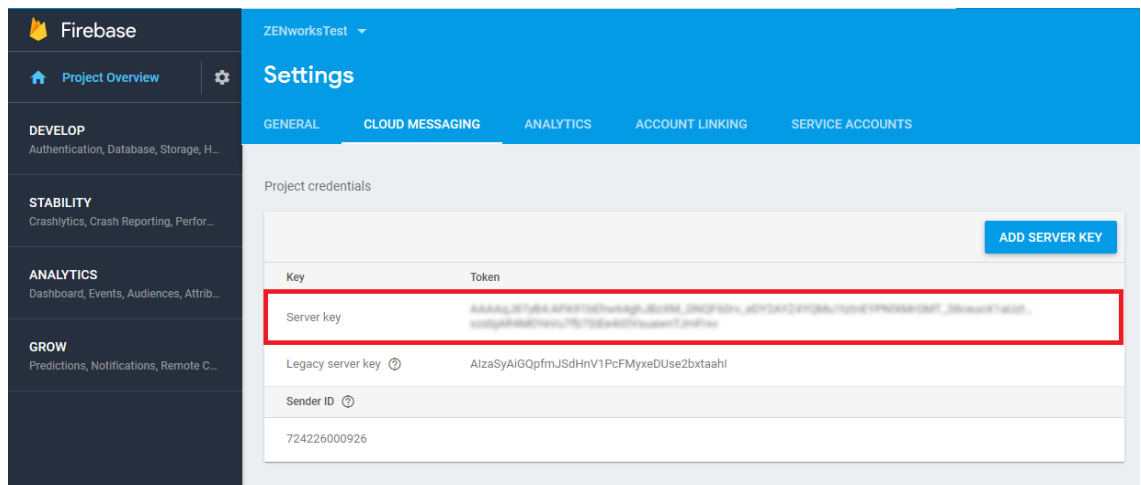 Firebase
ZENworksTest
Project Overview
Settings
GENERAL CLOUD MESSAGING ANALYTICS ACCOUNT LINKING SERVICE ACCOUNTS
DEVELOP
Authentication, Database, Storage, H...
Project credentials
STABILITY
Crashlytics, Crash Reporting, Perfor...
ADD SERVER KEY
ANALYTICS
Dashboard, Events, Audiences, Attrib...
Key Token
Server key
GROW
Predictions, Notifications, Remote C...
Legacy server key AIzaSyAiGQpfmJSdHnV1PcFMyxeDUse2bxtaahI
Sender ID
724226000926